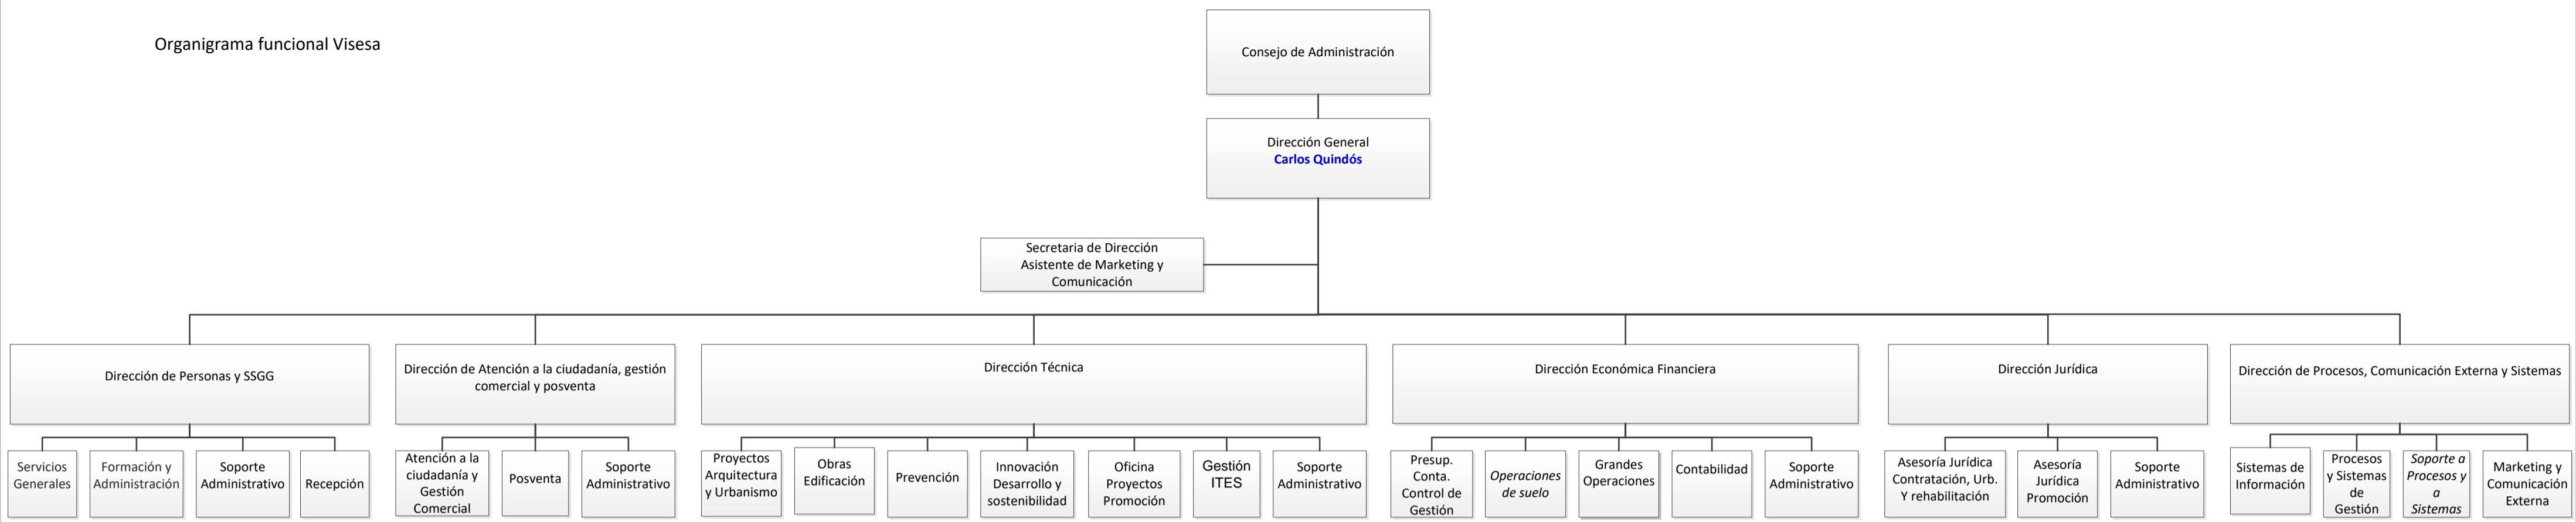 Organigrama funcional Visesa
Consejo de Administración
Dirección General
Carlos Quindós
Secretaria de Dirección
Asistente de Marketing y
Comunicación
Dirección de Personas y SSGG
Dirección de Atención a la ciudadanía, gestión
comercial y posventa
Dirección Técnica
Dirección Económica Financiera
Dirección Jurídica
Dirección de Procesos, Comunicación Externa y Sistemas
Servicios
Generales
Formación y
Administración
Soporte
Administrativo
Recepción
Atención a la
ciudadanía y
Gestión
Comercial
Posventa
Soporte
Administrativo
Proyectos
Arquitectura
y Urbanismo
Obras
Edificación
Prevención
Innovación
Desarrollo y
sostenibilidad
Oficina
Proyectos
Promoción
Gestión
ITES
Soporte
Administrativo
Presup.
Conta.
Control de
Gestión
Operaciones
de suelo
Grandes
Operaciones
Contabilidad
Soporte
Administrativo
Asesoría Jurídica
Contratación, Urb.
Y rehabilitación
Asesoría
Jurídica
Promoción
Soporte
Administrativo
Sistemas de
Información
Procesos
y Sistemas
de
Gestión
Soporte a
Procesos y
a
Sistemas
Marketing y
Comunicación
Externa